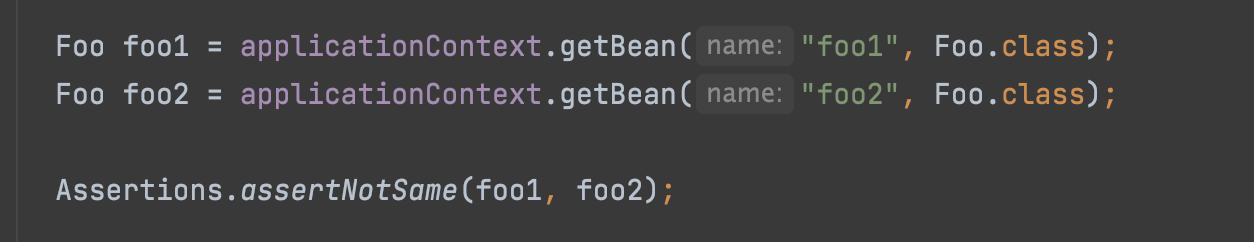 Foo foo1 = applicationContext.getBean( name: "foo1", Foo.class);
Foo foo2 = applicationContext.getBean( name: "foo2", Foo.class);
Assertions.assertNotSame(foo1, foo2);